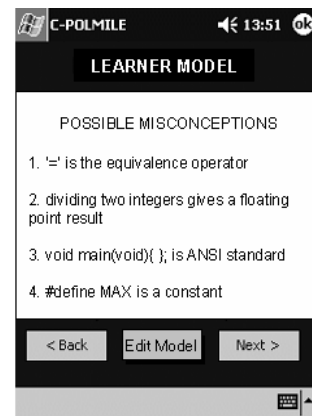 C-POLMILE 13:51 ok
LEARNER MODEL
POSSIBLE MISCONCEPTIONS
1. '=' is the equivalence operator
2. dividing two integers gives a floating
point result
3. void main(void){ }; is ANSI standard
4. #define MAX is a constant
< Back Edit Model Next >